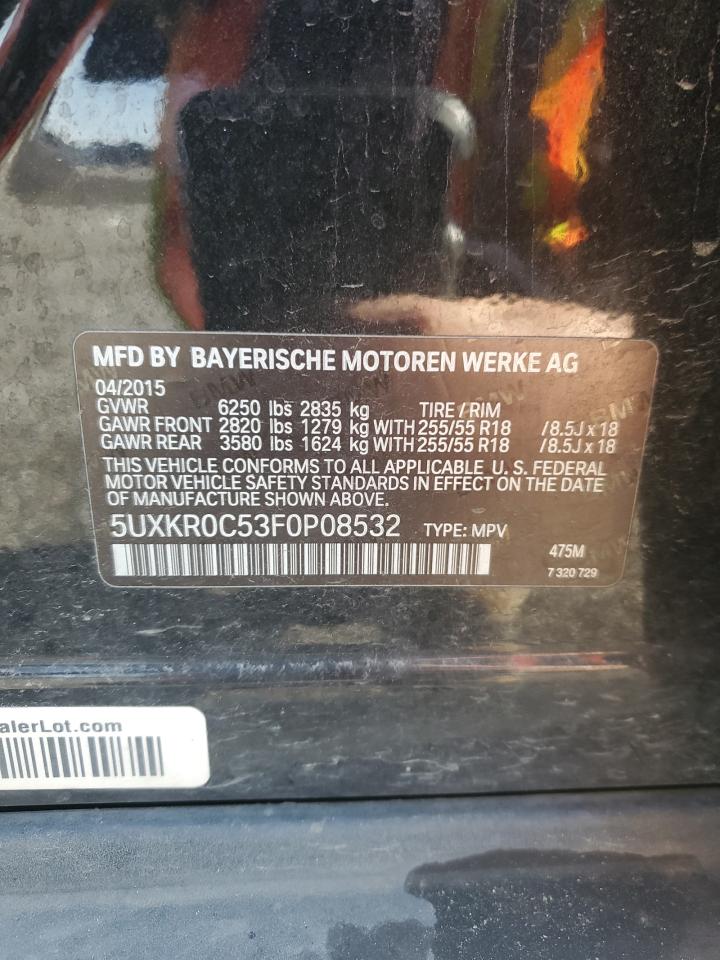 MFD BY BAYERISCHE MOTOREN WERKE AG
04/2015
GVWR 6250 lbs 2835 kg TIRE / RIM
GAWR FRONT 2820 lbs 1279 kg WITH 255/55 R18 /8.5J x 18
GAWR REAR 3580 lbs 1624 kg WITH 255/55 R18 /8.5J x 18
THIS VEHICLE CONFORMS TO ALL APPLICABLE U. S. FEDERAL
MOTOR VEHICLE SAFETY STANDARDS IN EFFECT ON THE DATE
OF MANUFACTURE SHOWN ABOVE.
5UXKR0C53F0P08532 TYPE: MPV
475M
7 320 729
alerLot.com